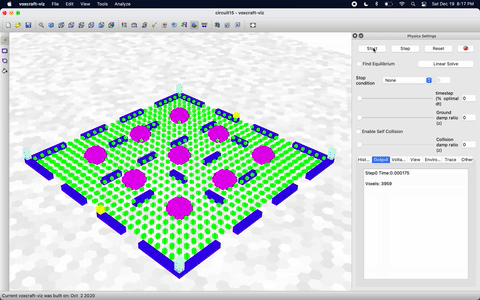 voxcraft-viz File Edit View Tools Analyze
Sat Dec 19 8:17 PM
circuit15 - voxcraft-viz
Physics Settings
Step Reset
Find Equilibrium Linear Solve
Stop condition None
timestep (% optimal dt) 0
Ground damp ratio (z) 0
Enable Self Collision
Collision damp ratio (z) 0
Hist... Output Volta... View Enviro... Trace Other
Step0 Time:0.000175
Voxels: 3959
Current voxcraft-viz was built on: Oct 2 2020